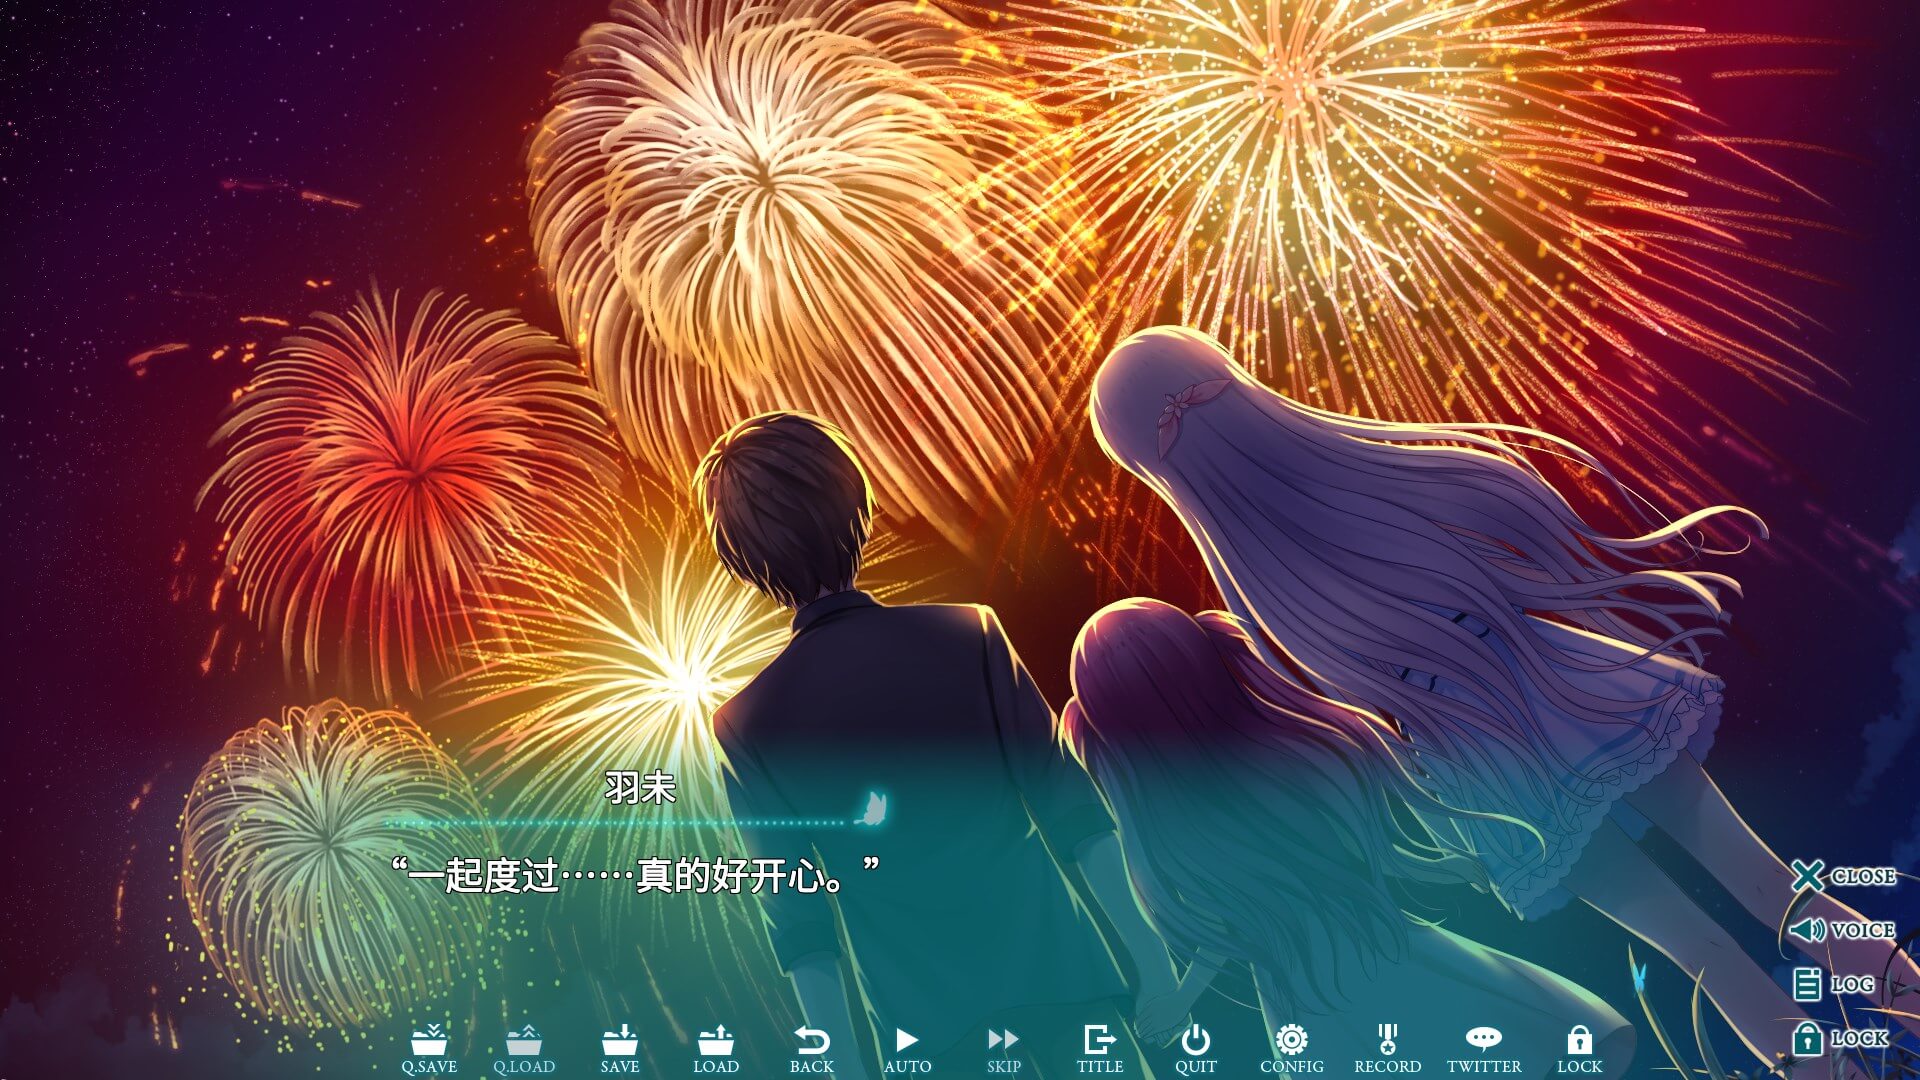 羽未
“一起度过……真的好开心。”
CLOSE
VOICE
LOG
LOCK
Q.SAVE
Q.LOAD
SAVE
LOAD
BACK
AUTO
SKIP
TITLE
QUIT
CONFIG
RECORD
TWITTER
LOCK